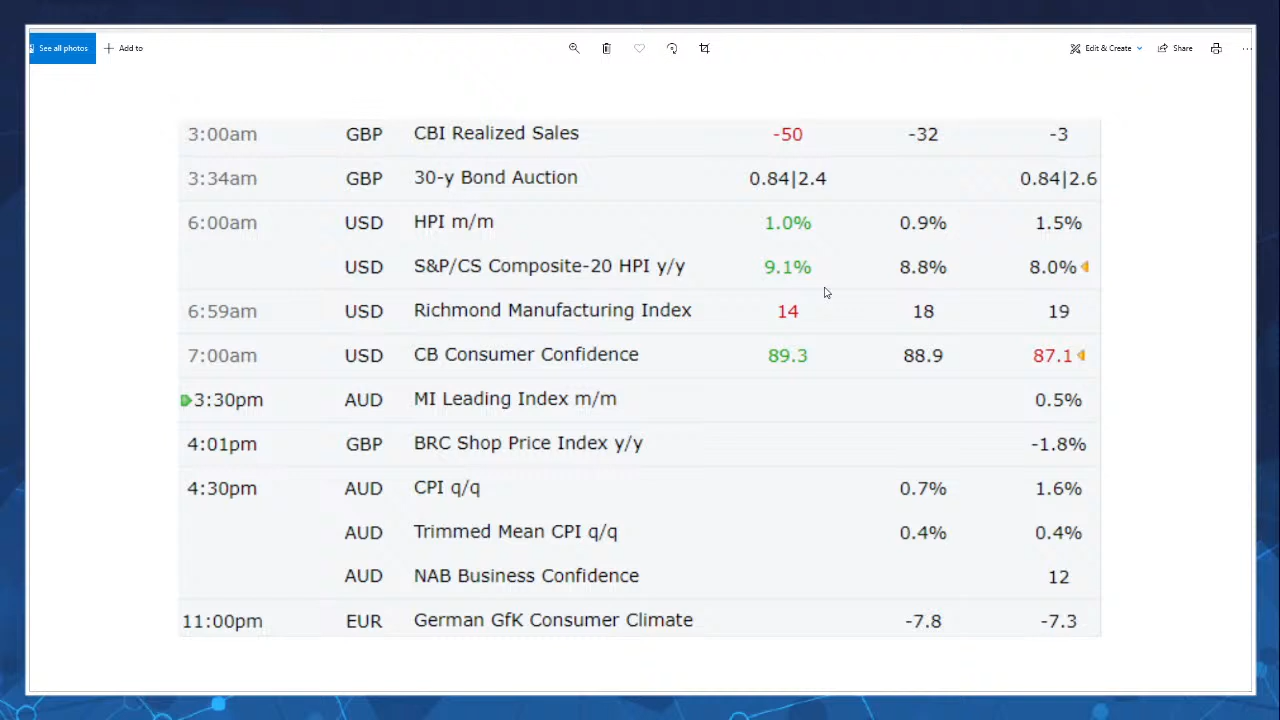 See all photos Add to Edit & Create Share
3:00am GBP CBI Realized Sales -50 -32 -3
3:34am GBP 30-y Bond Auction 0.84|2.4 0.84|2.6
6:00am USD HPI m/m 1.0% 0.9% 1.5%
USD S&P/CS Composite-20 HPI y/y 9.1% 8.8% 8.0%
6:59am USD Richmond Manufacturing Index 14 18 19
7:00am USD CB Consumer Confidence 89.3 88.9 87.1
3:30pm AUD MI Leading Index m/m 0.5%
4:01pm GBP BRC Shop Price Index y/y -1.8%
4:30pm AUD CPI q/q 0.7% 1.6%
AUD Trimmed Mean CPI q/q 0.4% 0.4%
AUD NAB Business Confidence 12
11:00pm EUR German GfK Consumer Climate -7.8 -7.3